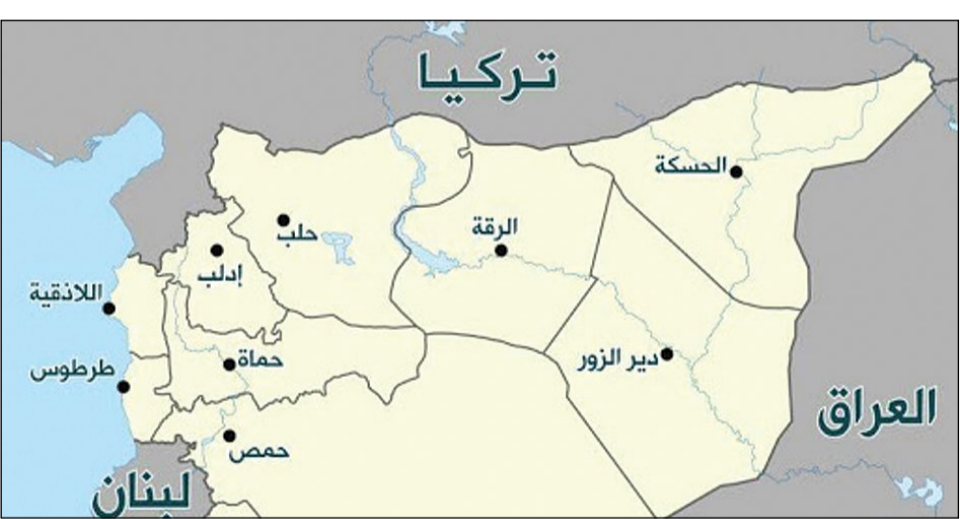 تركيا
الحسكة
الرقة
حلب
إدلب
اللاذقية
دير الزور
حماة
طرطوس
العراق
حمص
لبنان